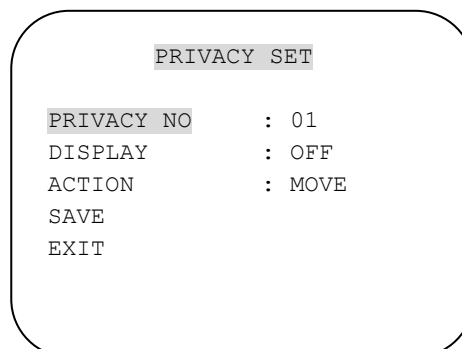 PRIVACY SET
PRIVACY NO : 01
DISPLAY : OFF
ACTION : MOVE
SAVE
EXIT